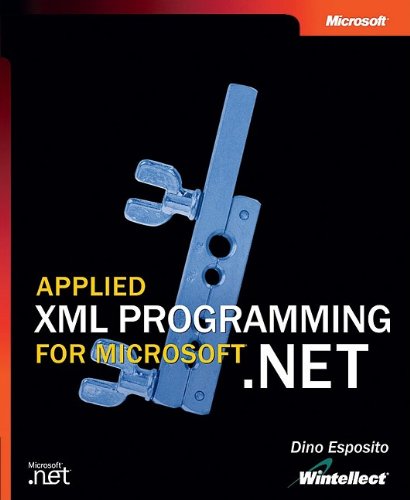 Microsoft®
APPLIED
XML PROGRAMMING
FOR MICROSOFT®
.NET
Dino Esposito
Microsoft®
.net
Wintellect